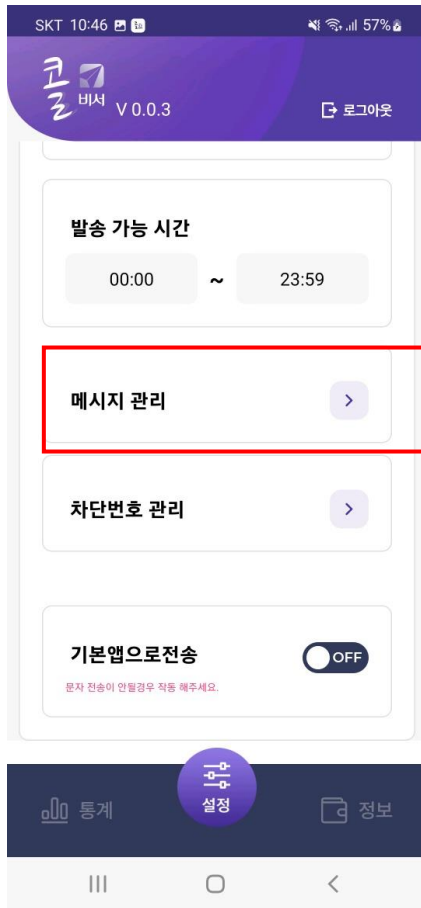 SKT 10:46 57%
콜
비서 V 0.0.3
로그아웃
발송 가능 시간
00:00 ~ 23:59
메시지 관리
차단번호 관리
기본앱으로전송
OFF
문자 전송이 안될경우 작동 해주세요.
통계
설정
정보